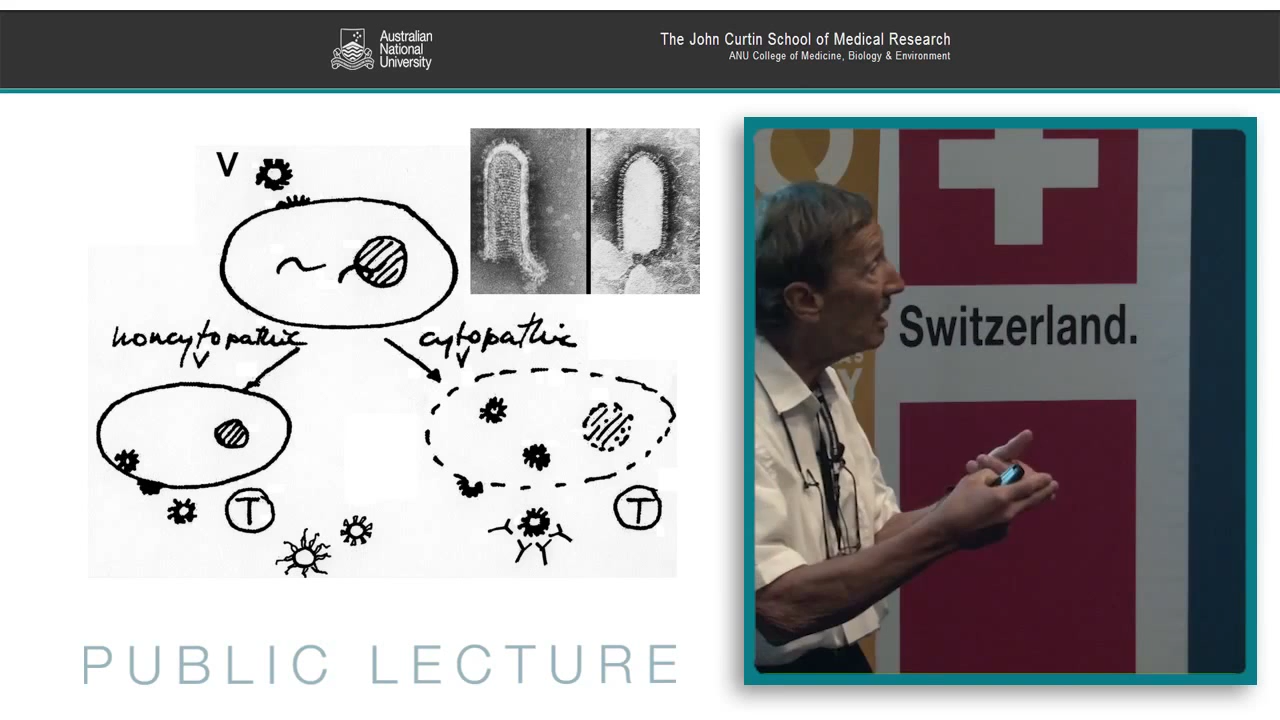 Australian
National
University
The John Curtin School of Medical Research
ANU College of Medicine, Biology & Environment
V
noncytopathic
V
cytopathic
V
T
T
Switzerland.
PUBLIC LECTURE